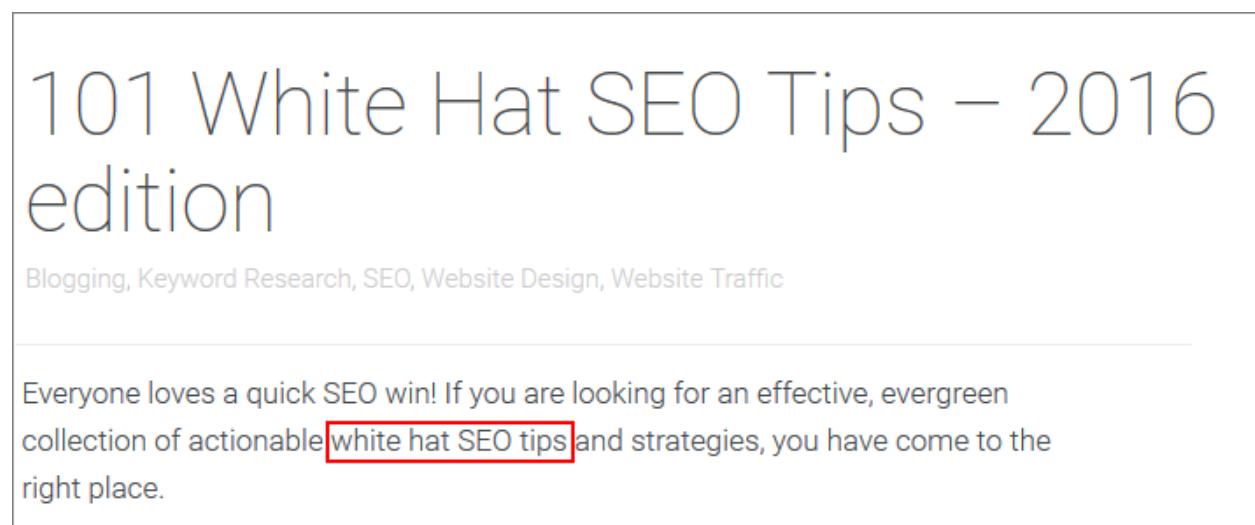 101 White Hat SEO Tips – 2016
edition
Blogging, Keyword Research, SEO, Website Design, Website Traffic
Everyone loves a quick SEO win! If you are looking for an effective, evergreen
collection of actionable white hat SEO tips and strategies, you have come to the
right place.